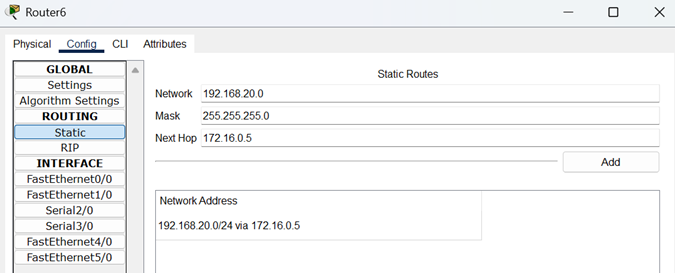 Router6
Physical Config CLI Attributes
GLOBAL
Settings
Algorithm Settings
ROUTING
Static
RIP
INTERFACE
FastEthernet0/0
FastEthernet1/0
Serial2/0
Serial3/0
FastEthernet4/0
FastEthernet5/0
Static Routes
Network 192.168.20.0
Mask 255.255.255.0
Next Hop 172.16.0.5
Add
Network Address
192.168.20.0/24 via 172.16.0.5